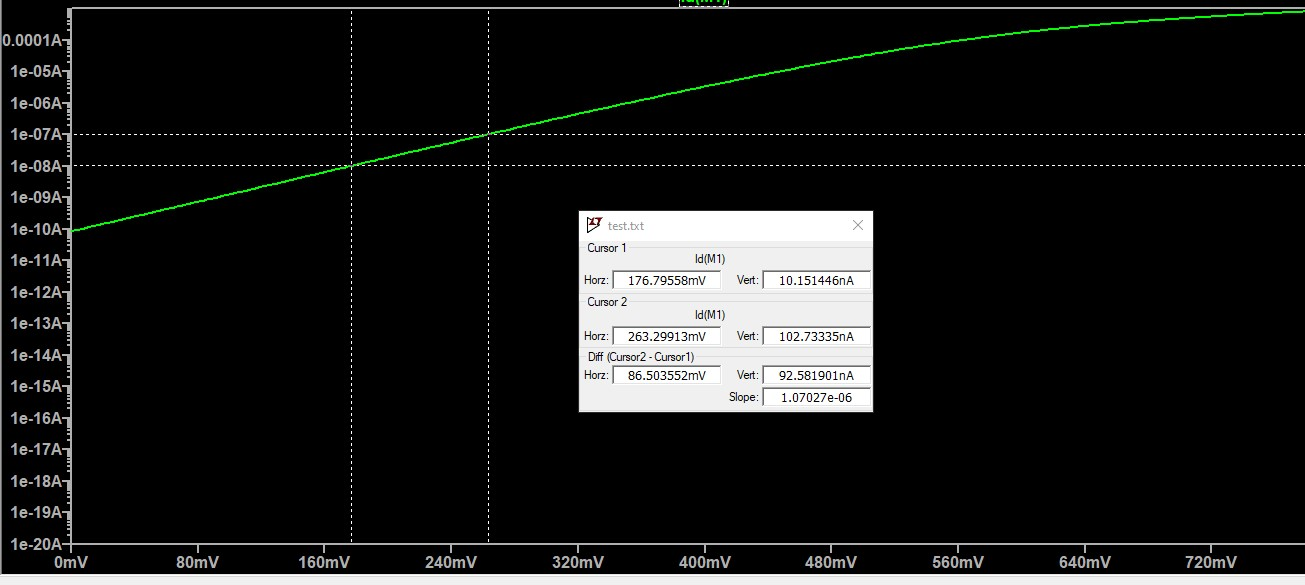 0.0001A
1e-05A
1e-06A
1e-07A
1e-08A
1e-09A
1e-10A
1e-11A
1e-12A
1e-13A
1e-14A
1e-15A
1e-16A
1e-17A
1e-18A
1e-19A
1e-20A
0mV 80mV 160mV 240mV 320mV 400mV 480mV 560mV 640mV 720mV
test.txt
Cursor 1
Id(M1)
Horz: 176.79558mV Vert: 10.151446nA
Cursor 2
Id(M1)
Horz: 263.29913mV Vert: 102.73335nA
Diff (Cursor2 - Cursor1)
Horz: 86.503552mV Vert: 92.581901nA
Slope: 1.07027e-06